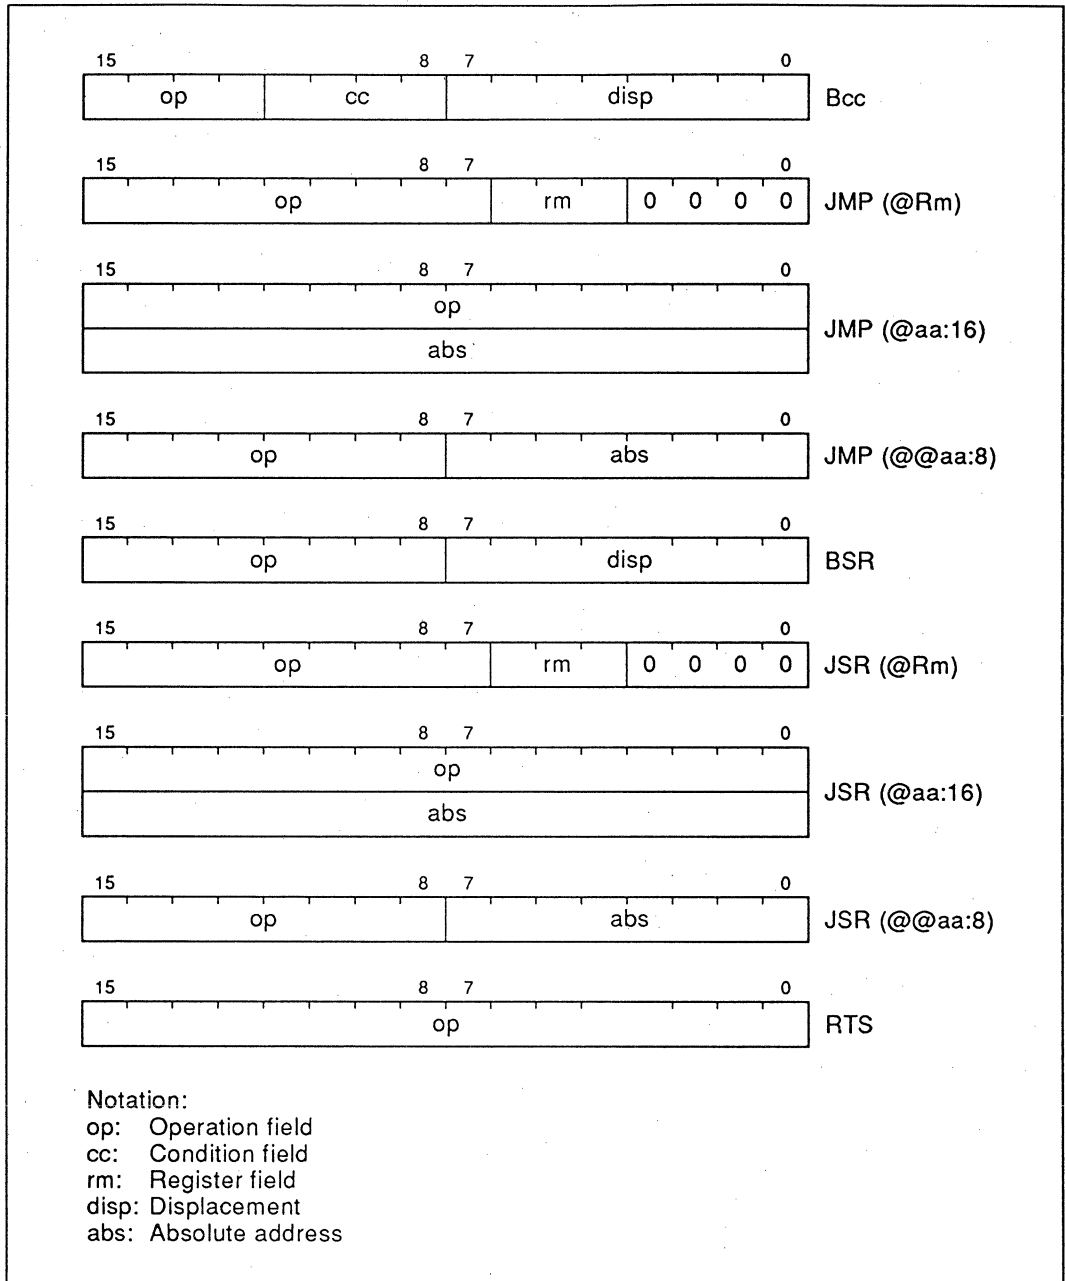 15 8 7 0
op cc disp Bcc
15 8 7 0
op rm 0 0 0 0 JMP (@Rm)
15 8 7 0
op
JMP (@aa:16)
abs
15 8 7 0
op abs JMP (@@aa:8)
15 8 7 0
op disp BSR
15 8 7 0
op rm 0 0 0 0 JSR (@Rm)
15 8 7 0
op
JSR (@aa:16)
abs
15 8 7 0
op abs JSR (@@aa:8)
15 8 7 0
op RTS
Notation:
op: Operation field
cc: Condition field
rm: Register field
disp: Displacement
abs: Absolute address